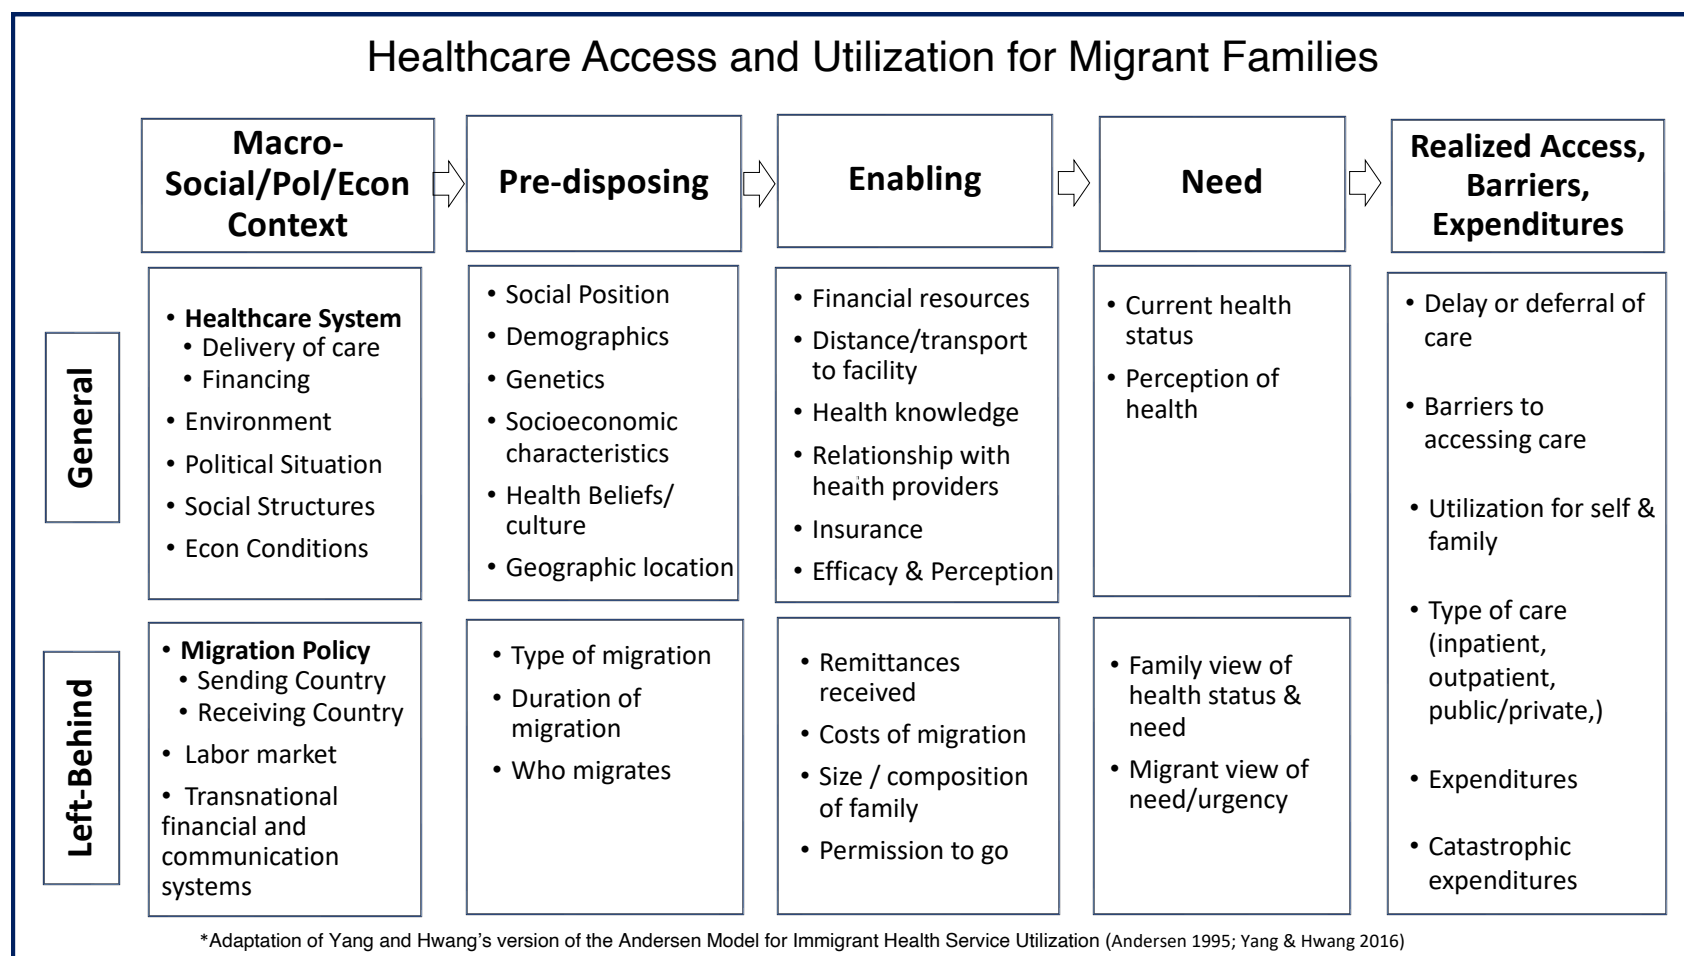 Healthcare Access and Utilization for Migrant Families
Macro-
Social/Pol/Econ
Context
Pre-disposing
Enabling
Need
Realized Access,
Barriers,
Expenditures
General
• Healthcare System
• Delivery of care
• Financing
• Environment
• Political Situation
• Social Structures
• Econ Conditions
• Social Position
• Demographics
• Genetics
• Socioeconomic
characteristics
• Health Beliefs/
culture
• Geographic location
• Financial resources
• Distance/transport
to facility
• Health knowledge
• Relationship with
health providers
• Insurance
• Efficacy & Perception
• Current health
status
• Perception of
health
• Delay or deferral of
care
• Barriers to
accessing care
• Utilization for self &
family
• Type of care
(inpatient,
outpatient,
public/private,)
• Expenditures
• Catastrophic
expenditures
Left-Behind
• Migration Policy
• Sending Country
• Receiving Country
• Labor market
• Transnational
financial and
communication
systems
• Type of migration
• Duration of
migration
• Who migrates
• Remittances
received
• Costs of migration
• Size / composition
of family
• Permission to go
• Family view of
health status &
need
• Migrant view of
need/urgency
*Adaptation of Yang and Hwang's version of the Andersen Model for Immigrant Health Service Utilization (Andersen 1995; Yang & Hwang 2016)